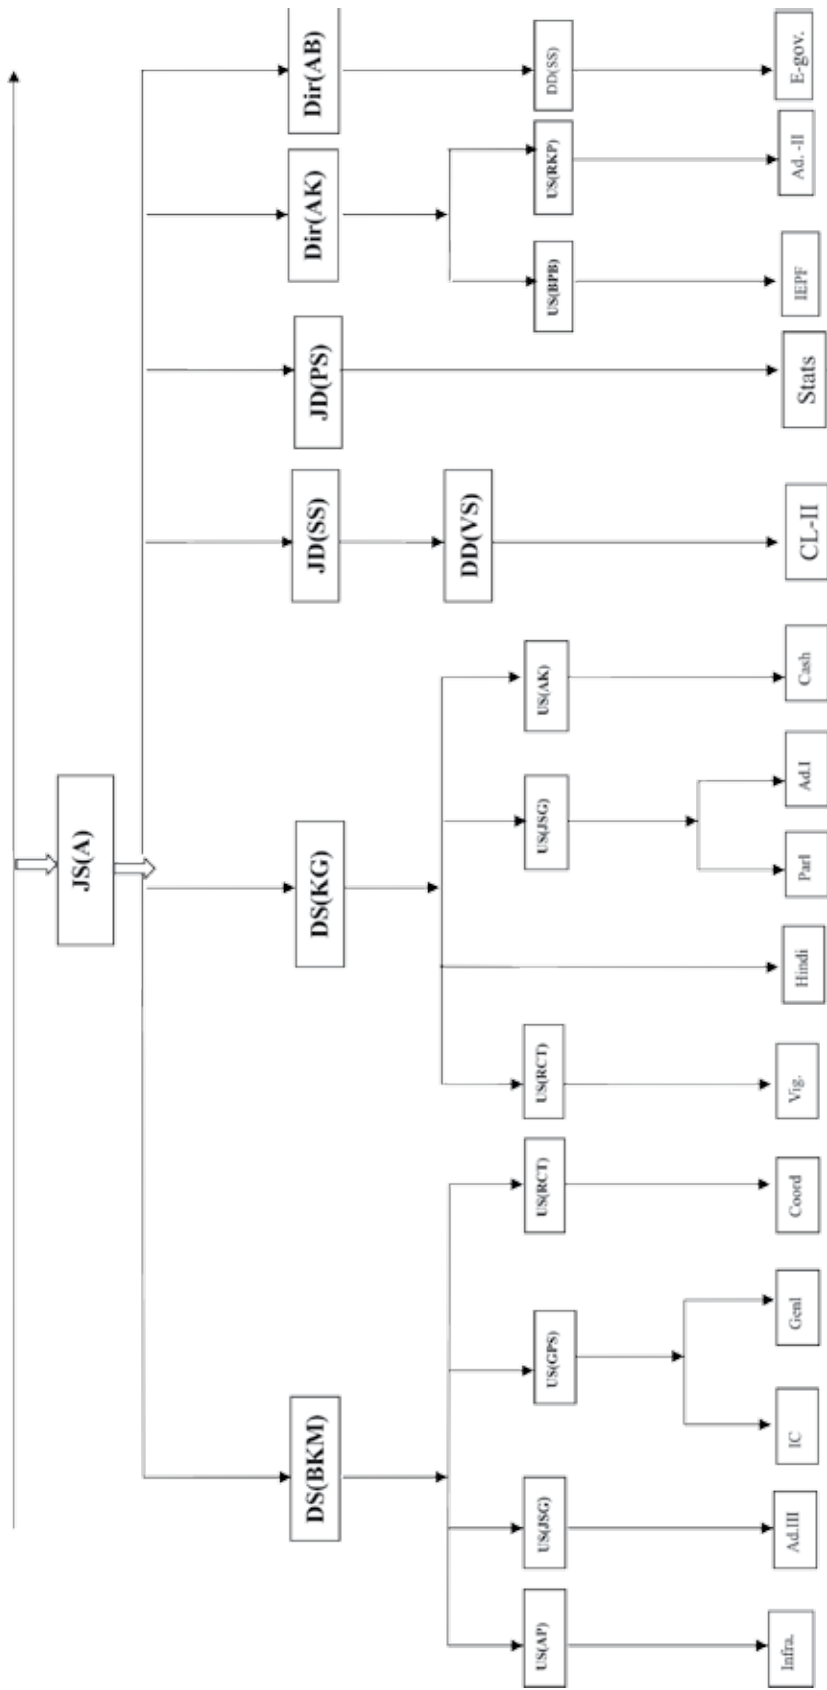 JS(A)
DS(BKM)
DS(KG)
JD(SS)
JD(PS)
Dir(AK)
Dir(AB)
DD(VS)
US(AP)
US(JSG)
US(GPS)
US(RCT)
US(RCT)
US(JSG)
US(AK)
US(BPB)
US(RKP)
DD(SS)
Infra.
Ad.III
IC
Genl
Coord
Vig.
Hindi
Parl
Ad.I
Cash
CL-II
Stats
IEPF
Ad. -II
E-gov.